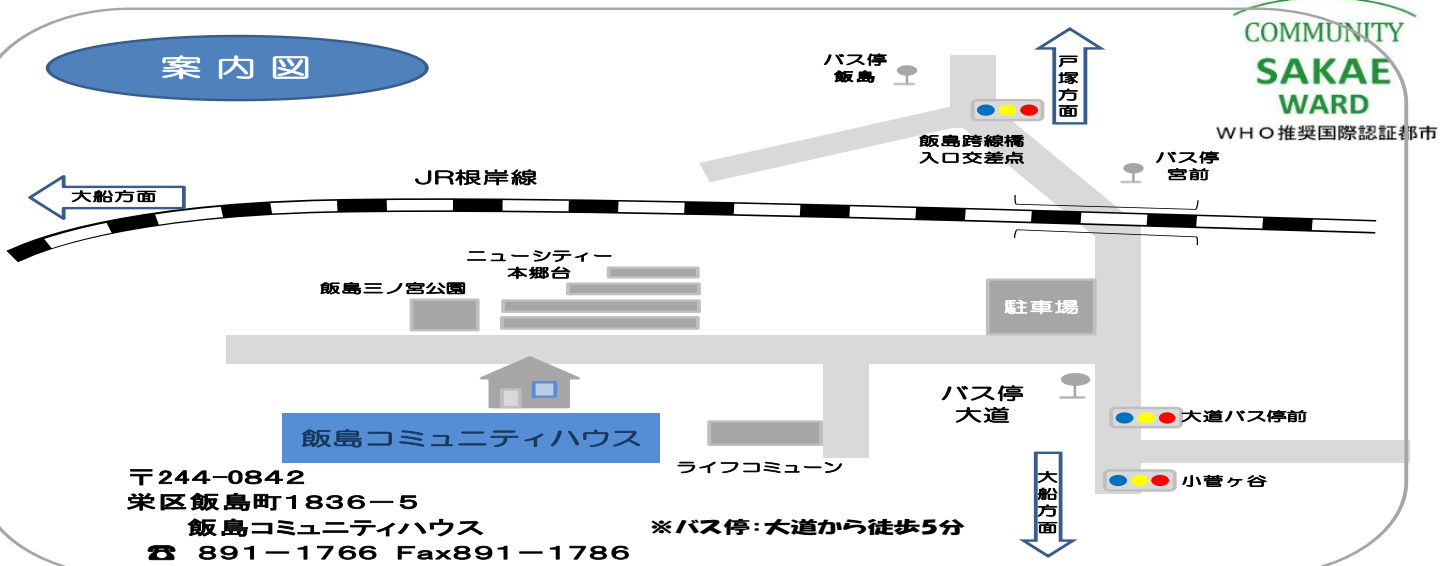 案内図
COMMUNITY
SAKAE
WARD
WHO推奨国際認証都市
バス停
飯島
戸塚方面
飯島跨線橋
入口交差点
バス停
宮前
JR根岸線
大船方面
ニューシティー
本郷台
飯島三ノ宮公園
駐車場
バス停
大道
大道バス停前
飯島コミュニティハウス
ライフコミューン
小菅ヶ谷
大船方面
〒244-0842
栄区飯島町1836-5
飯島コミュニティハウス
※バス停:大道から徒歩5分
☎ 891-1766 Fax891-1786